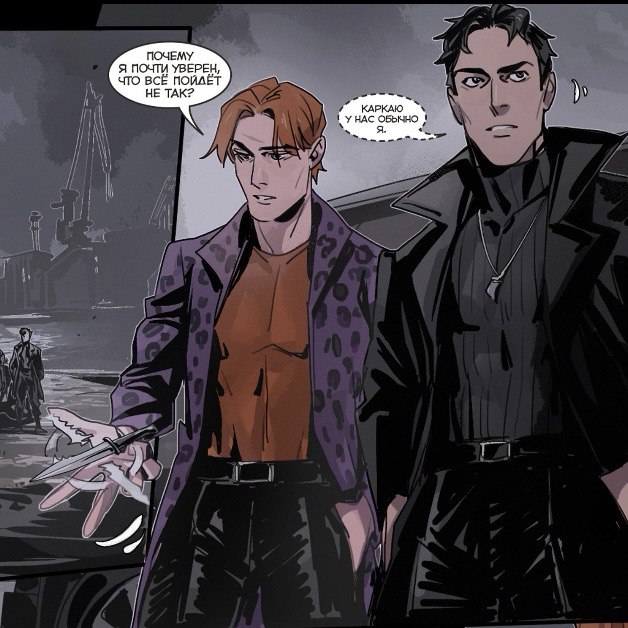 ПОЧЕМУ
Я ПОЧТИ УВЕРЕН,
ЧТО ВСЁ ПОЙДЁТ
НЕ ТАК?
КАРКАЮ
У НАС ОБЫЧНО
Я.